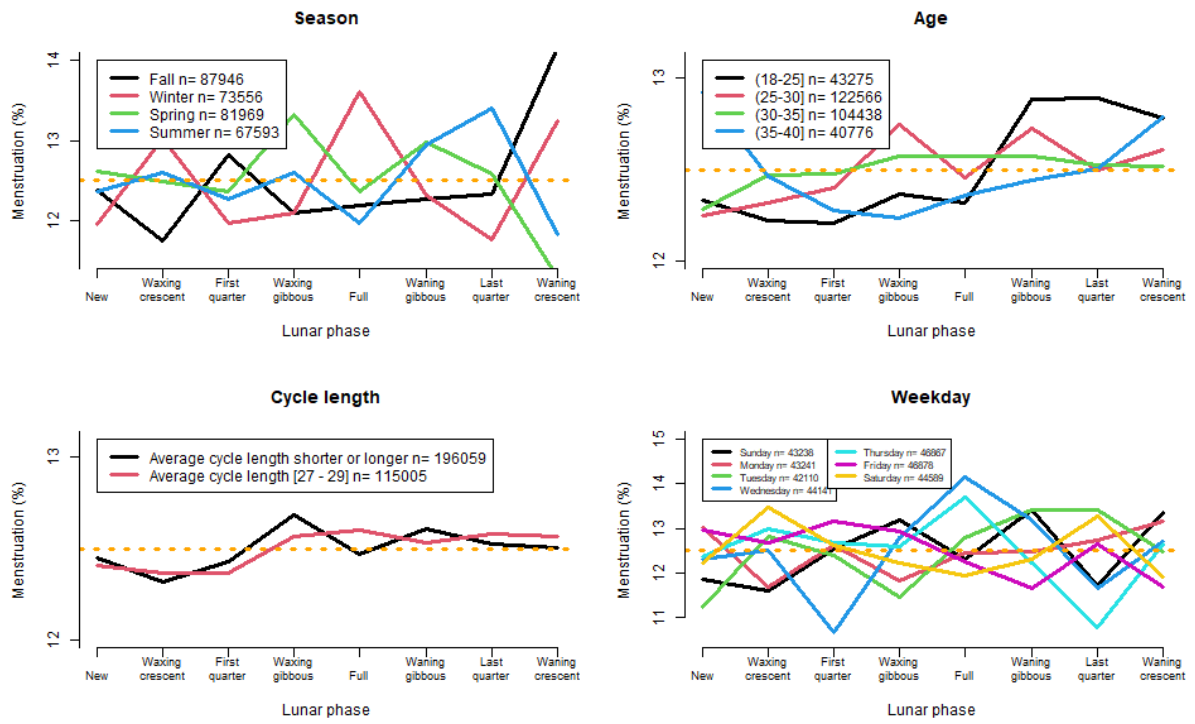 Season
Menstruation (%)
14
13
12
Fall n= 87946
Winter n= 73556
Spring n= 81969
Summer n= 67593
New
Waxing crescent
First quarter
Waxing gibbous
Full
Waning gibbous
Last quarter
Waning crescent
Lunar phase
Age
Menstruation (%)
13
12
(18-25] n= 43275
(25-30] n= 122566
(30-35] n= 104438
(35-40] n= 40776
New
Waxing crescent
First quarter
Waxing gibbous
Full
Waning gibbous
Last quarter
Waning crescent
Lunar phase
Cycle length
Menstruation (%)
13
12
Average cycle length shorter or longer n= 196059
Average cycle length [27 - 29] n= 115005
New
Waxing crescent
First quarter
Waxing gibbous
Full
Waning gibbous
Last quarter
Waning crescent
Lunar phase
Weekday
Menstruation (%)
15
14
13
12
11
Sunday n= 43238
Monday n= 43241
Tuesday n= 42110
Wednesday n= 44141
Thursday n= 46867
Friday n= 46878
Saturday n= 44589
New
Waxing crescent
First quarter
Waxing gibbous
Full
Waning gibbous
Last quarter
Waning crescent
Lunar phase